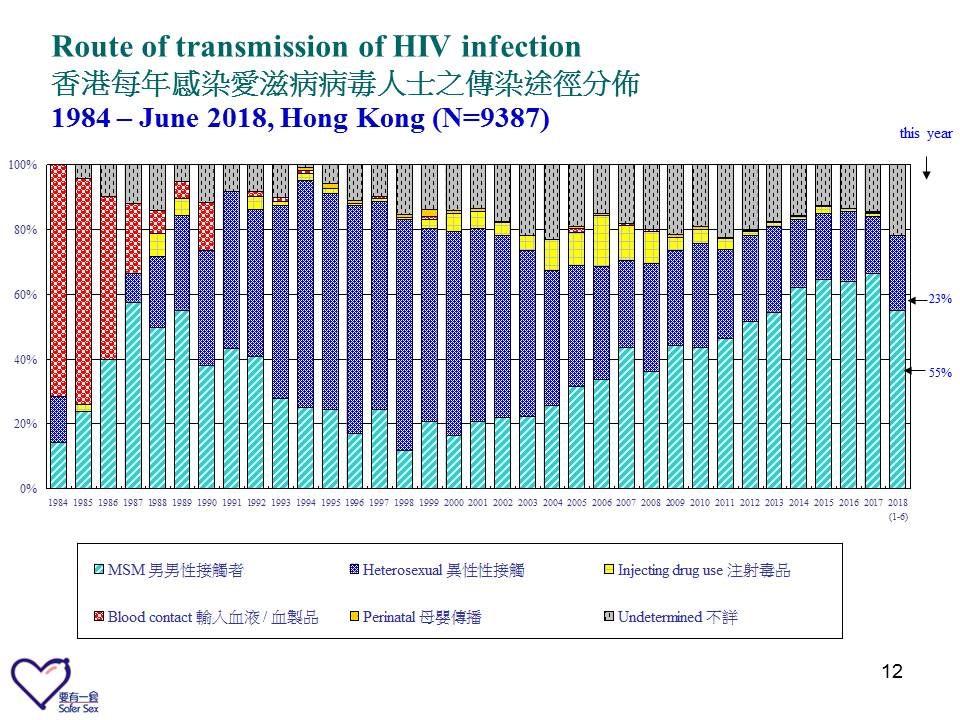 Route of transmission of HIV infection
香港每年感染愛滋病病毒人士之傳染途徑分佈
1984 – June 2018, Hong Kong (N=9387)
this year
100%
80%
60%
40%
20%
0%
23%
55%
1984 1985 1986 1987 1988 1989 1990 1991 1992 1993 1994 1995 1996 1997 1998 1999 2000 2001 2002 2003 2004 2005 2006 2007 2008 2009 2010 2011 2012 2013 2014 2015 2016 2017 2018
(1-6)
MSM 男男性接觸者 Heterosexual 異性性接觸 Injecting drug use 注射毒品
Blood contact 輸入血液 / 血製品 Perinatal 母嬰傳播 Undetermined 不詳
要有一套
Safer Sex
12